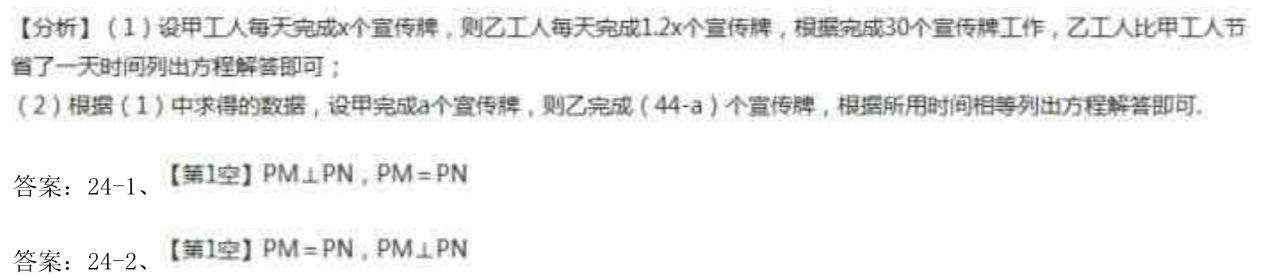 【分析】(1)设甲工人每天完成x个宣传牌,则乙工人每天完成1.2x个宣传牌,根据完成30个宣传牌工作,乙工人比甲工人节
省了一天时间列出方程解答即可;
(2)根据(1)中求得的数据,设甲完成a个宣传牌,则乙完成(44-a)个宣传牌,根据所用时间相等列出方程解答即可.
答案:24-1、【第1空】PM⊥PN,PM=PN
答案:24-2、【第1空】PM=PN,PM⊥PN